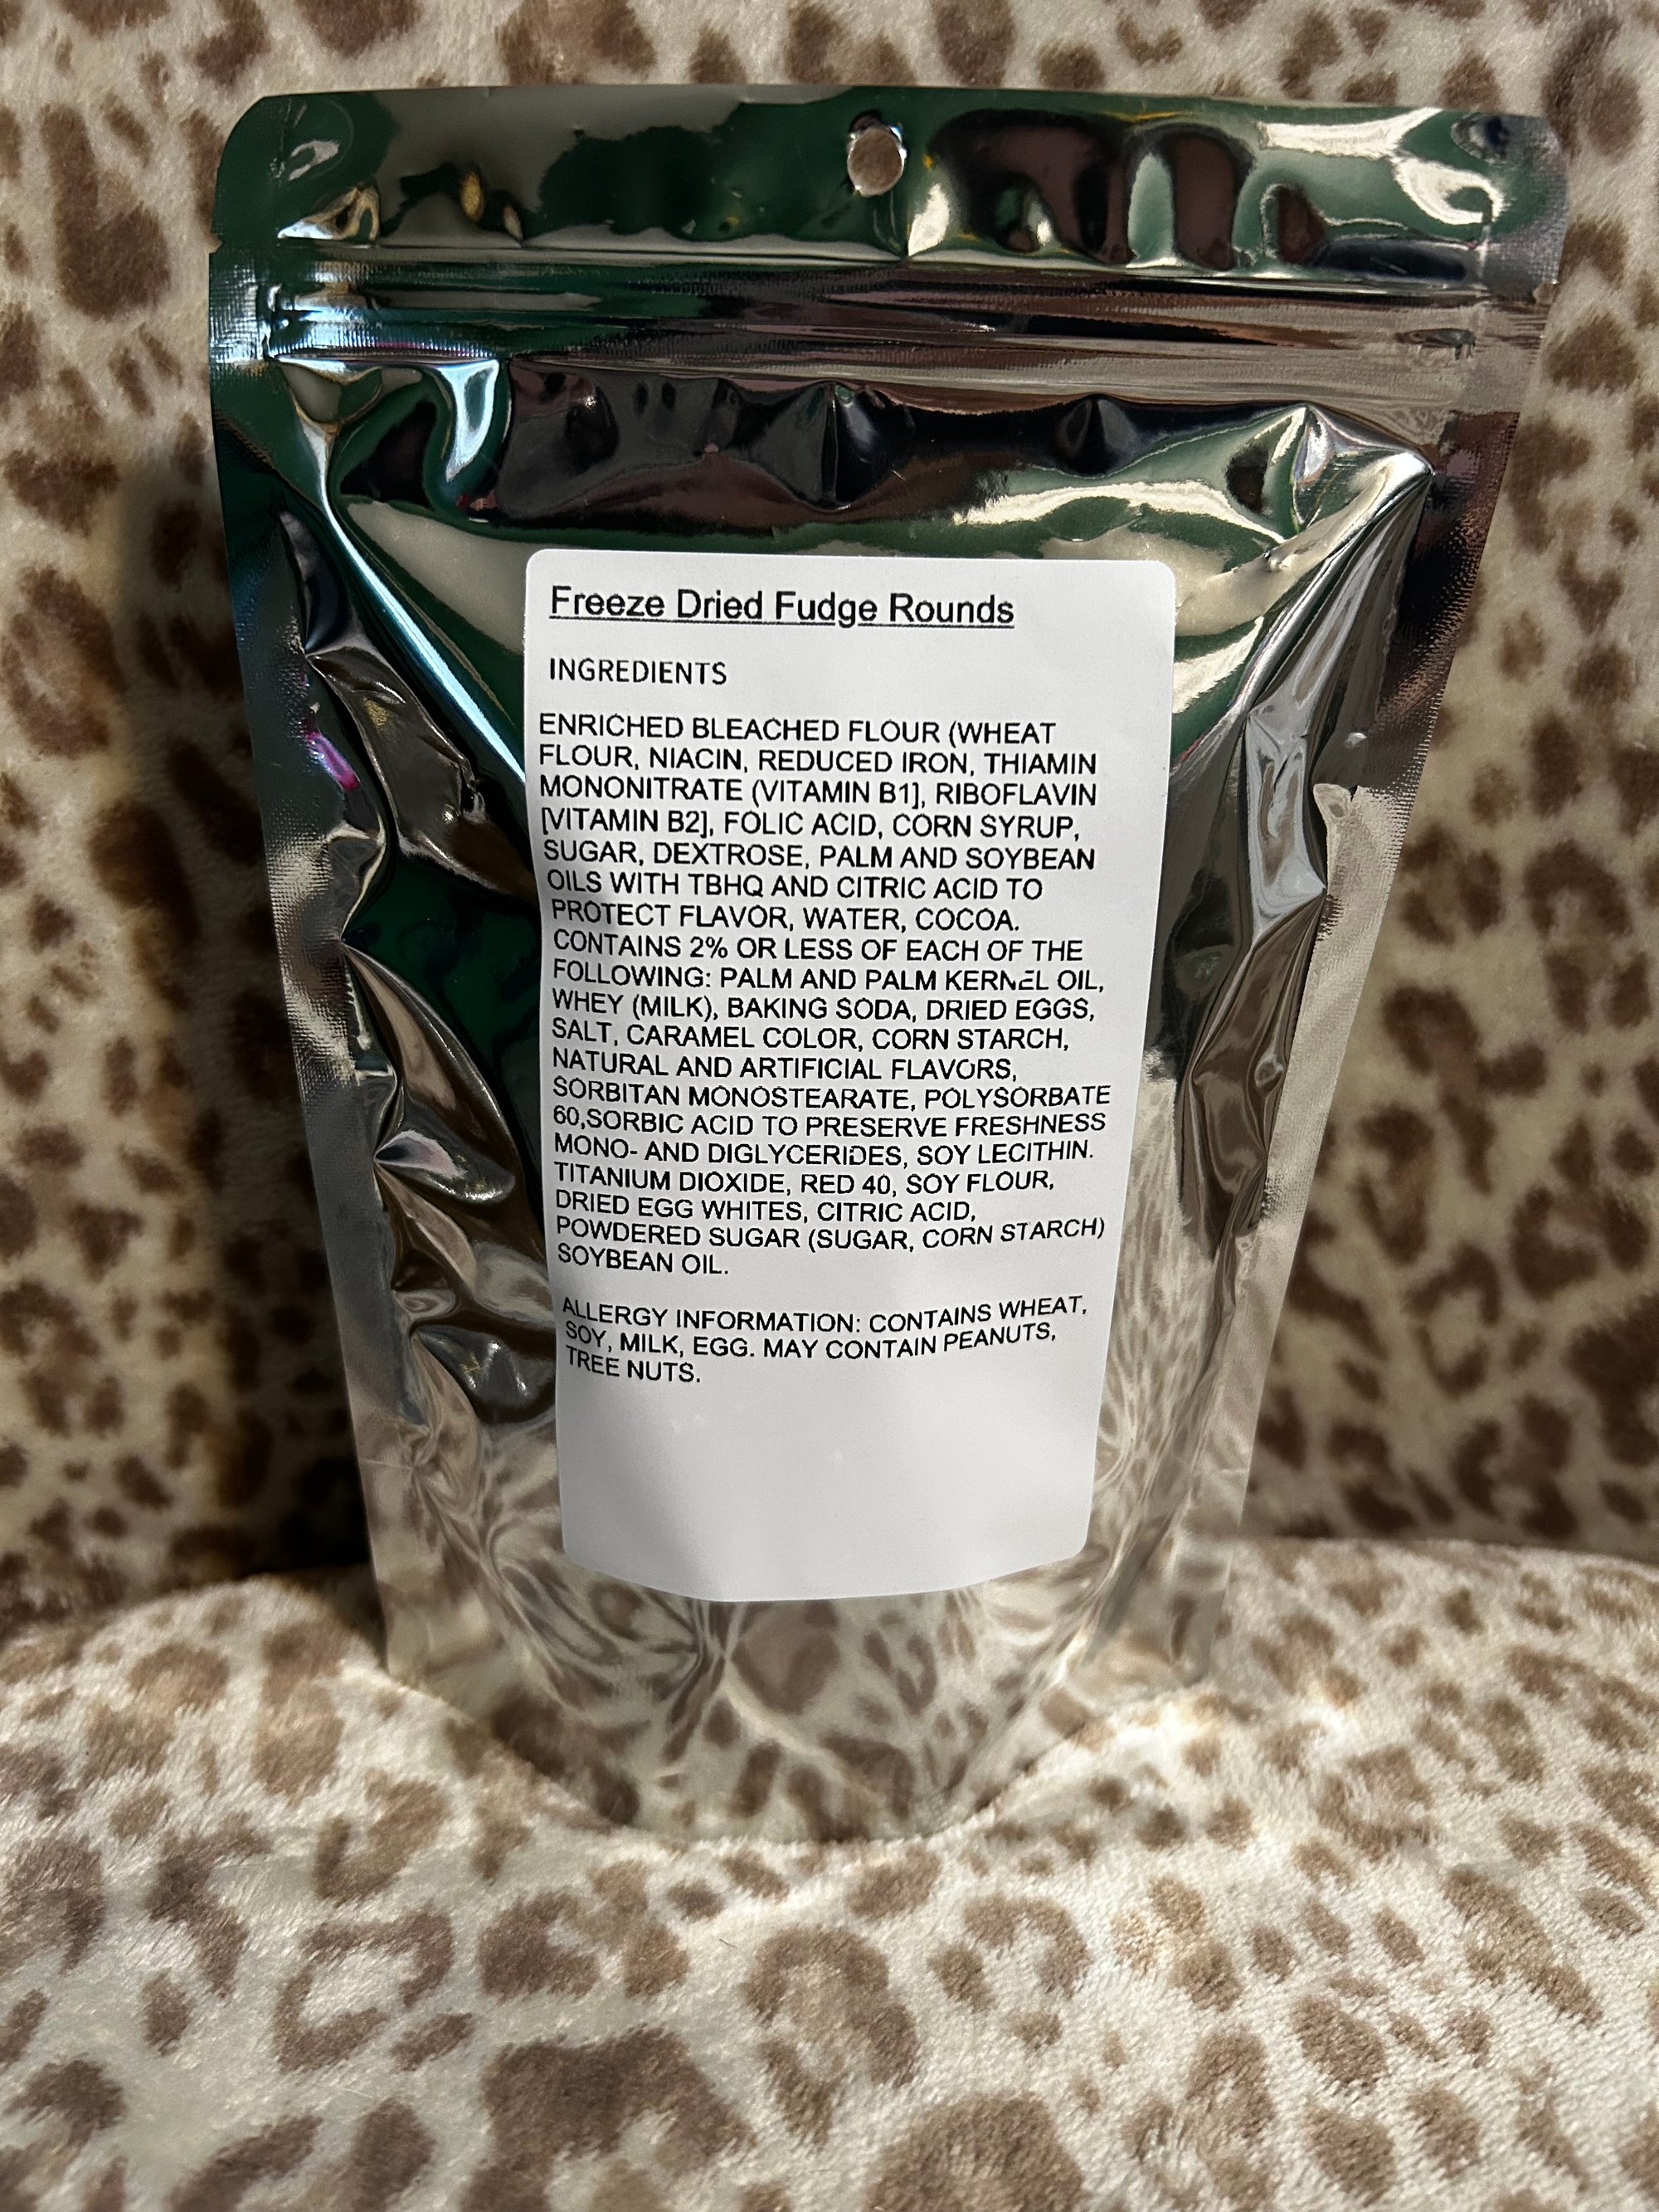 Freeze Dried Fudge Rounds
INGREDIENTS
ENRICHED BLEACHED FLOUR (WHEAT
FLOUR, NIACIN, REDUCED IRON, THIAMIN
MONONITRATE (VITAMIN B1], RIBOFLAVIN
[VITAMIN B2], FOLIC ACID, CORN SYRUP,
SUGAR, DEXTROSE, PALM AND SOYBEAN
OILS WITH TBHQ AND CITRIC ACID TO
PROTECT FLAVOR, WATER, COCOA.
CONTAINS 2% OR LESS OF EACH OF THE
FOLLOWING: PALM AND PALM KERNEL OIL,
WHEY (MILK), BAKING SODA, DRIED EGGS,
SALT, CARAMEL COLOR, CORN STARCH,
NATURAL AND ARTIFICIAL FLAVORS,
SORBITAN MONOSTEARATE, POLYSORBATE
60,SORBIC ACID TO PRESERVE FRESHNESS
MONO- AND DIGLYCERIDES, SOY LECITHIN.
TITANIUM DIOXIDE, RED 40, SOY FLOUR,
DRIED EGG WHITES, CITRIC ACID,
POWDERED SUGAR (SUGAR, CORN STARCH)
SOYBEAN OIL.
ALLERGY INFORMATION: CONTAINS WHEAT,
SOY, MILK, EGG. MAY CONTAIN PEANUTS,
TREE NUTS.